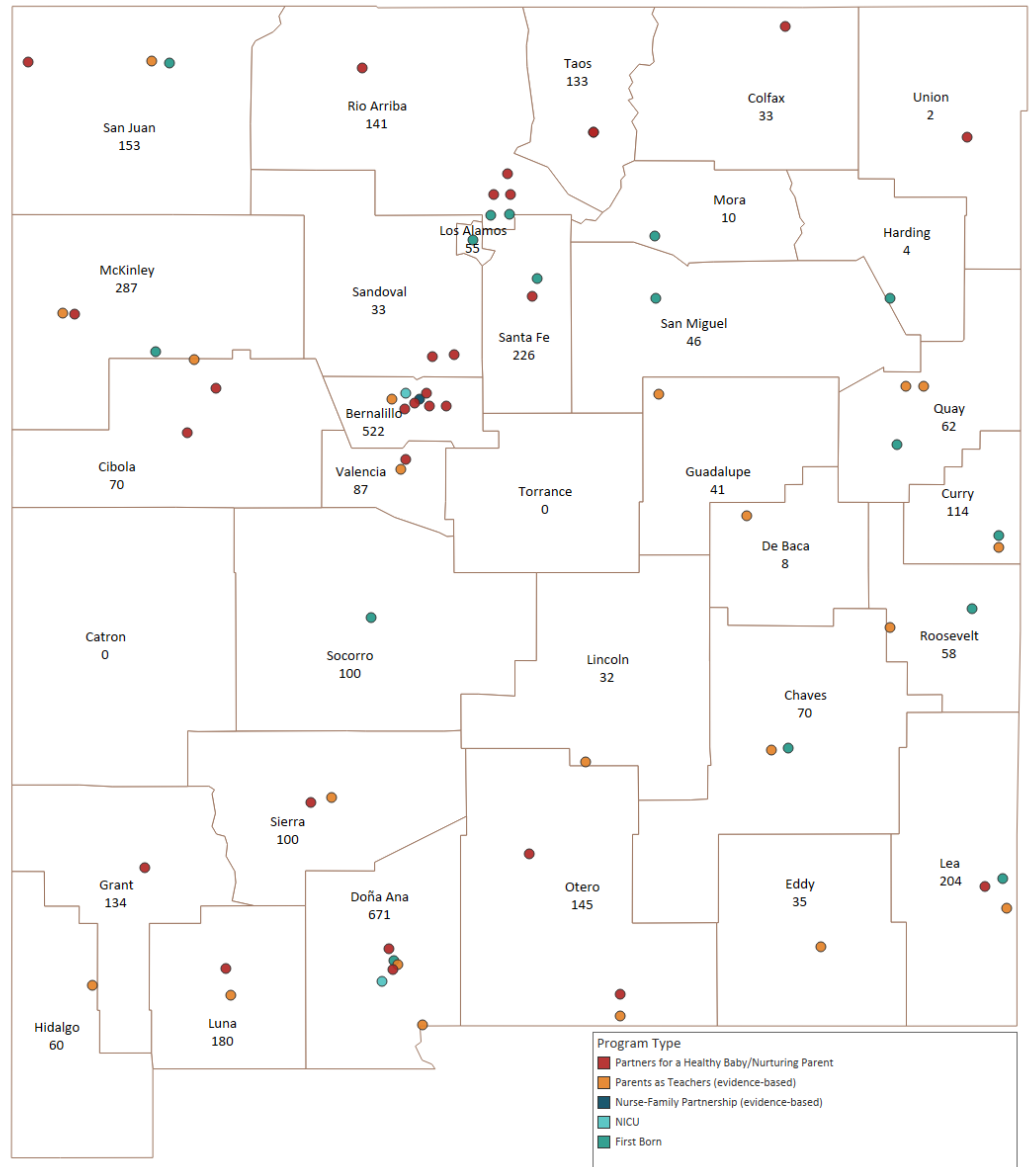 Taos
133
Colfax
33
Union
2
Rio Arriba
141
San Juan
153
Mora
10
Harding
4
Los Alamos
55
McKinley
287
Sandoval
33
San Miguel
46
Santa Fe
226
Bernalillo
522
Quay
62
Cibola
70
Valencia
87
Guadalupe
41
Torrance
0
Curry
114
De Baca
8
Catron
0
Socorro
100
Lincoln
32
Roosevelt
58
Chaves
70
Sierra
100
Grant
134
Doña Ana
671
Otero
145
Eddy
35
Lea
204
Hidalgo
60
Luna
180
Program Type
Partners for a Healthy Baby/Nurturing Parent
Parents as Teachers (evidence-based)
Nurse-Family Partnership (evidence-based)
NICU
First Born